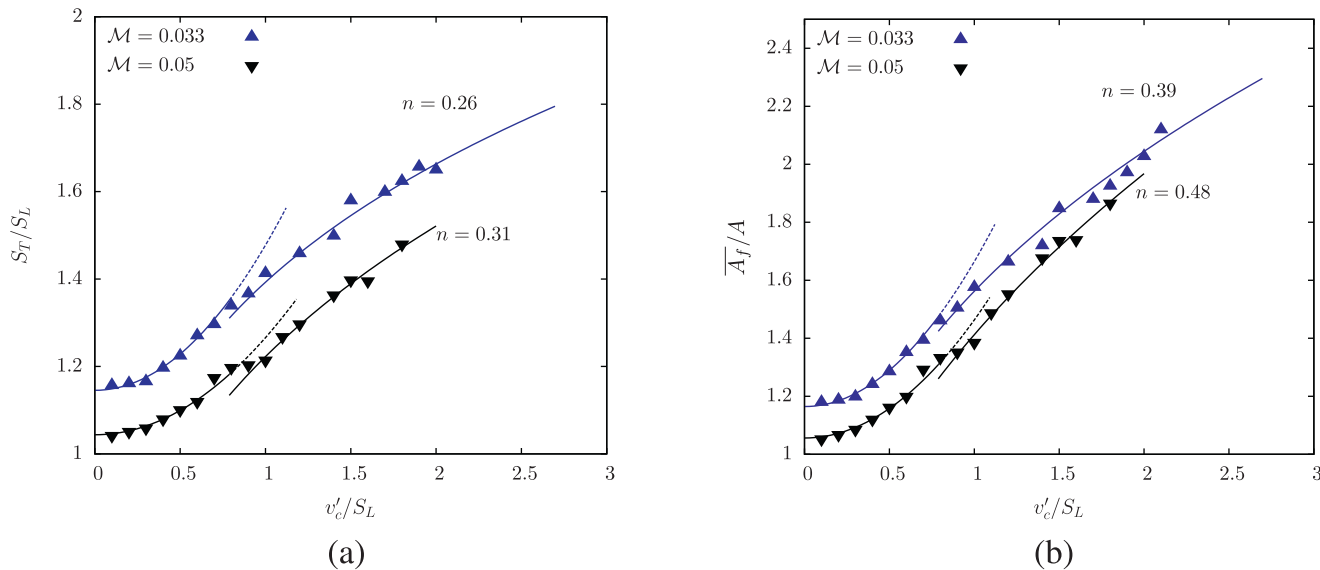 2
1.8
1.6
1.4
1.2
1
0
0.5
1
1.5
2
2.5
3
S_T/S_L
v'_c/S_L
M = 0.033
M = 0.05
n = 0.26
n = 0.31
(a)
2.4
2.2
2
1.8
1.6
1.4
1.2
1
0
0.5
1
1.5
2
2.5
3
\overline{A_f}/A
v'_c/S_L
M = 0.033
M = 0.05
n = 0.39
n = 0.48
(b)